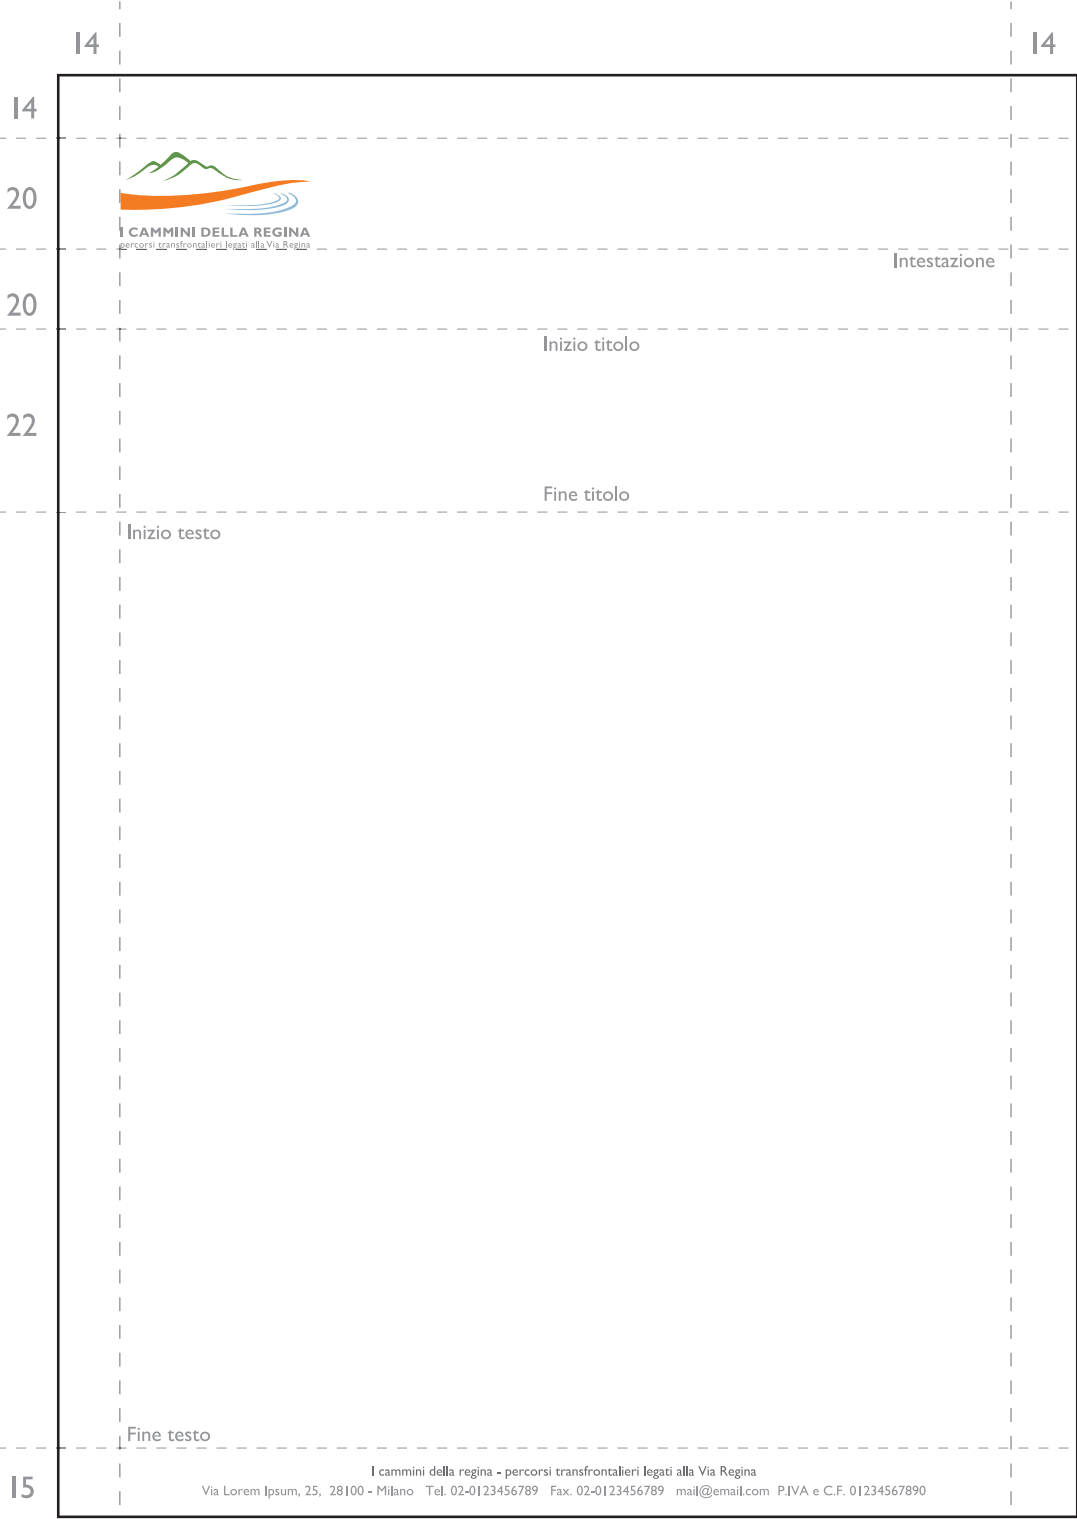 14
14
14
20
I CAMMINI DELLA REGINA
percorsi transfrontalieri legati alla Via Regina
Intestazione
20
Inizio titolo
22
Fine titolo
Inizio testo
Fine testo
15
I cammini della regina - percorsi transfrontalieri legati alla Via Regina
Via Lorem Ipsum, 25, 28100 - Milano Tel. 02-0123456789 Fax. 02-0123456789 mail@email.com P.IVA e C.F. 01234567890